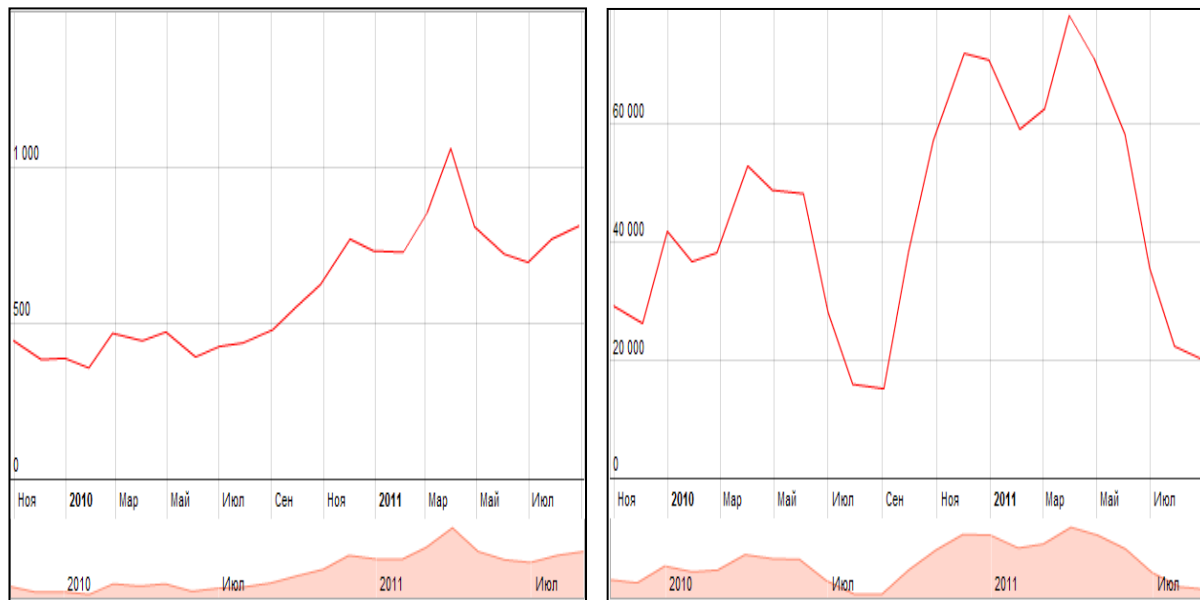 1 000
500
0
Ноя 2010 Мар Май Июл Сен Ноя 2011 Мар Май Июл
2010 Июл 2011 Июл
60 000
40 000
20 000
0
Ноя 2010 Мар Май Июл Сен Ноя 2011 Мар Май Июл
2010 Июл 2011 Июл